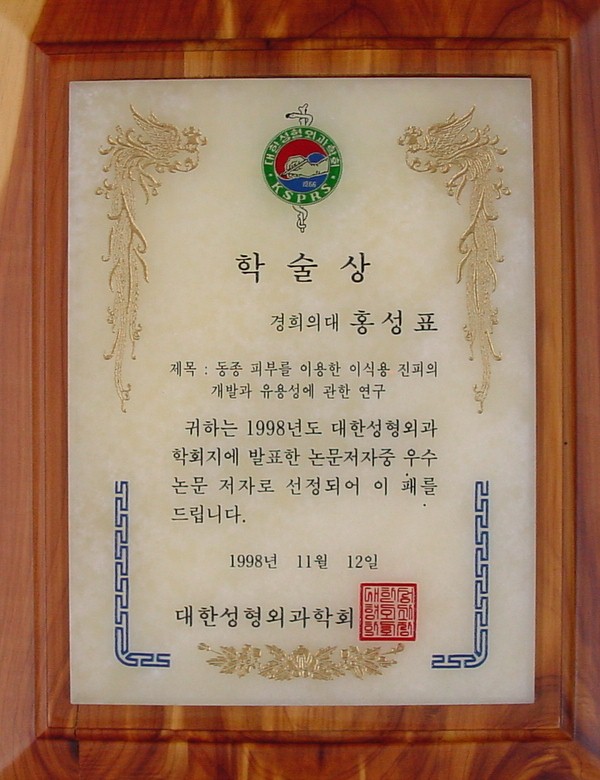 대한성형외과학회
1966
KSPRS
학술상
경희의대 홍성표
제목 : 동종 피부를 이용한 이식용 진피의
개발과 유용성에 관한 연구
귀하는 1998년도 대한성형외과
학회지에 발표한 논문저자중 우수
논문 저자로 선정되어 이 패를
드립니다.
1998년 11월 12일
대한성형외과학회